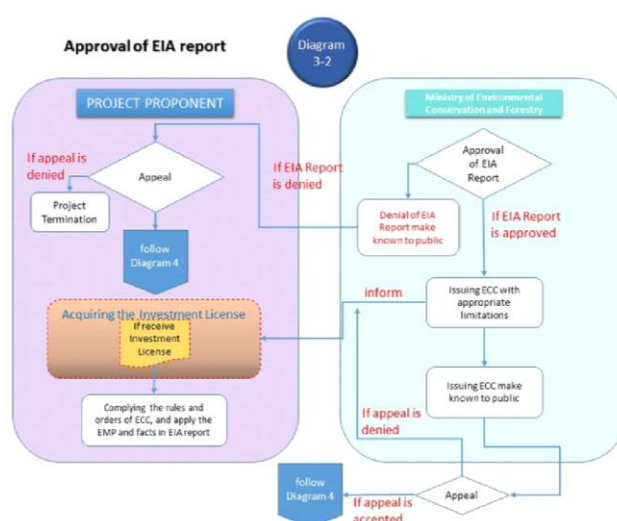 Approval of EIA report
Diagram
3-2
PROJECT PROPONENT
If appeal is
denied
Appeal
Project
Termination
follow
Diagram 4
If EIA Report
is denied
Acquiring the Investment License
If receive
Investment
License
Complying the rules and
orders of ECC, and apply the
EMP and facts in EIA report
Ministry of Environmental
Conservation and Forestry
Approval
of EIA
Report
Denial of EIA
Report make
known to public
If EIA Report
is approved
inform
Issuing ECC with
appropriate
limitations
Issuing ECC make
known to public
If appeal is
denied
follow
Diagram 4
Appeal
If appeal is
accepted